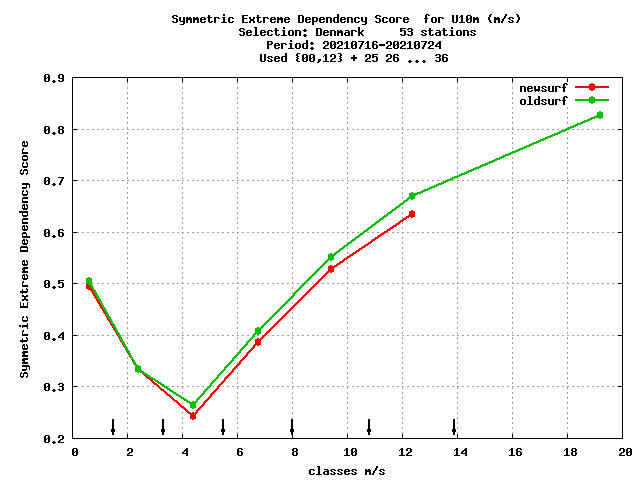 Symmetric Extreme Dependency Score  for U10m (m/s)
Selection: Denmark     53 stations
Period: 20210716-20210724
Used {00,12} + 25 26 ... 36
newsurf
oldsurf
0.9
0.8
0.7
0.6
0.5
0.4
0.3
0.2
Symmetric Extreme Dependency Score
0 2 4 6 8 10 12 14 16 18 20
classes m/s